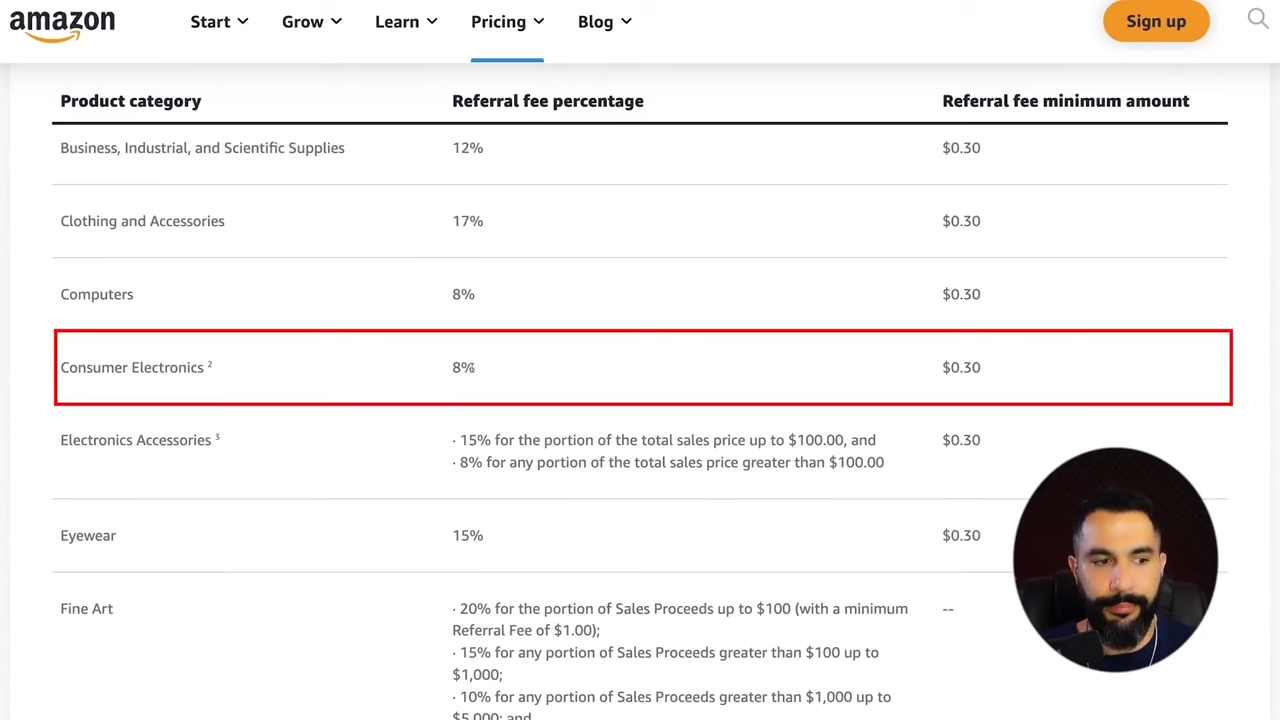 amazon Start Grow Learn Pricing Blog Sign up
Product category Referral fee percentage Referral fee minimum amount
Business, Industrial, and Scientific Supplies 12% $0.30
Clothing and Accessories 17% $0.30
Computers 8% $0.30
Consumer Electronics ² 8% $0.30
Electronics Accessories ³ · 15% for the portion of the total sales price up to $100.00, and $0.30
· 8% for any portion of the total sales price greater than $100.00
Eyewear 15% $0.30
Fine Art · 20% for the portion of Sales Proceeds up to $100 (with a minimum --
Referral Fee of $1.00);
· 15% for any portion of Sales Proceeds greater than $100 up to
$1,000;
· 10% for any portion of Sales Proceeds greater than $1,000 up to
$5,000; and